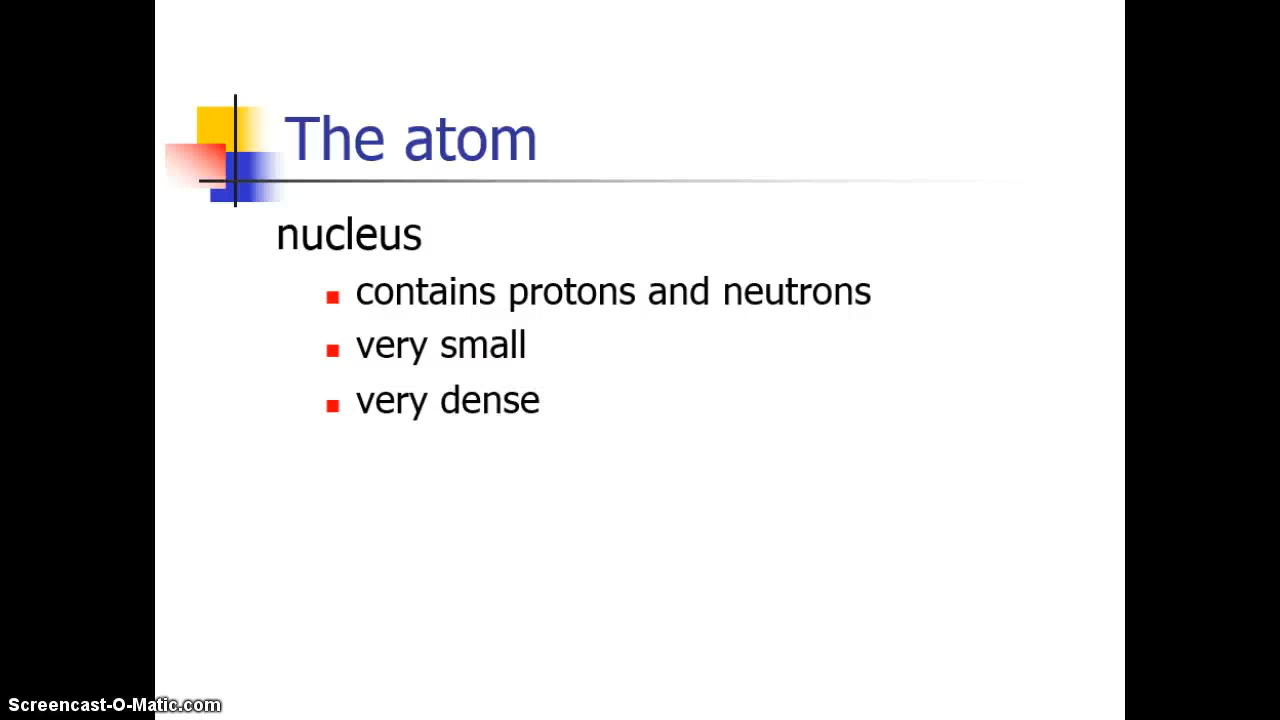 The atom
nucleus
contains protons and neutrons
very small
very dense
Screencast-O-Matic.com